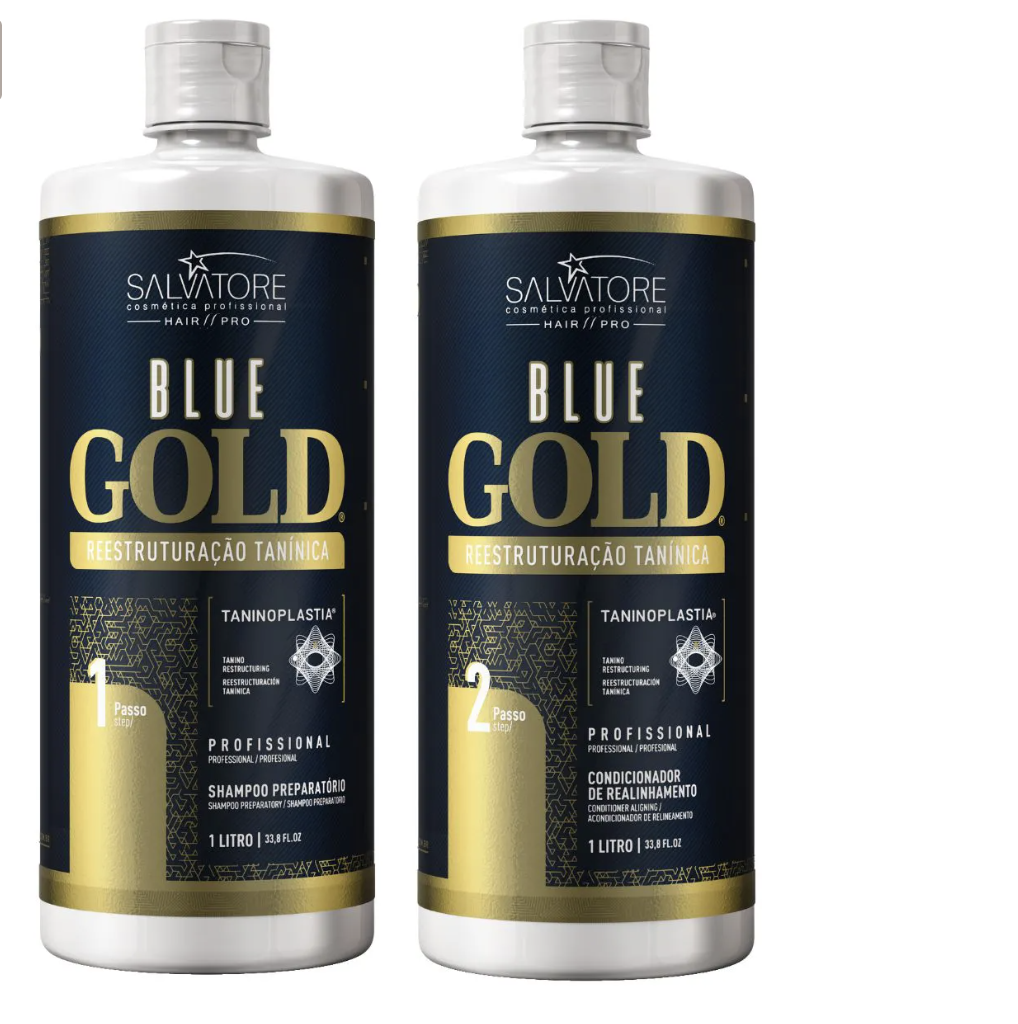 SALVATORE
cosmética profissional
HAIR // PRO
BLUE
GOLD®
REESTRUTURAÇÃO TANÍNICA
TANINOPLASTIA®
TANINO
RESTRUCTURING
REESTRUCTURACIÓN
TANÍNICA
1 Passo
step/
PROFISSIONAL
PROFESSIONAL / PROFESIONAL
SHAMPOO PREPARATÓRIO
SHAMPOO PREPARATORY / SHAMPOO PREPARATORIO
1 LITRO | 33,8 FL.OZ
SALVATORE
cosmética profissional
HAIR // PRO
BLUE
GOLD®
REESTRUTURAÇÃO TANÍNICA
TANINOPLASTIA®
TANINO
RESTRUCTURING
REESTRUCTURACIÓN
TANÍNICA
2 Passo
step/
PROFISSIONAL
PROFESSIONAL / PROFESIONAL
CONDICIONADOR
DE REALINHAMENTO
CONDITIONER ALIGNING /
ACONDICIONADOR DE RELINEAMENTO
1 LITRO | 33,8 FL.OZ